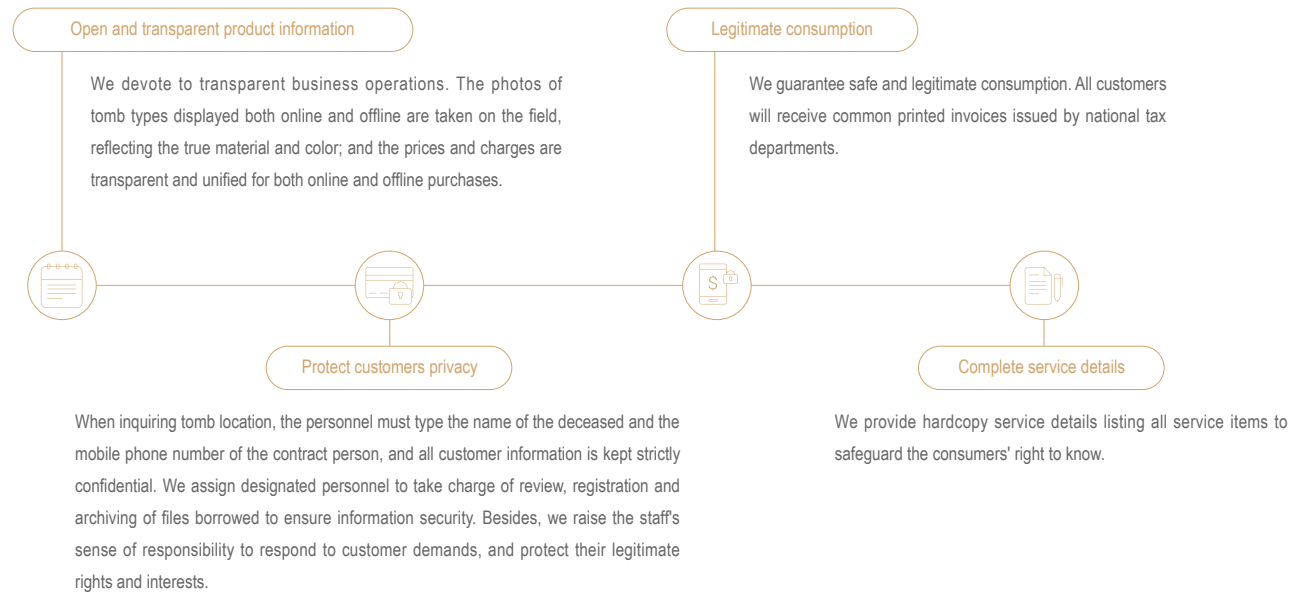 Open and transparent product information
We devote to transparent business operations. The photos of
tomb types displayed both online and offline are taken on the field,
reflecting the true material and color; and the prices and charges are
transparent and unified for both online and offline purchases.
Legitimate consumption
We guarantee safe and legitimate consumption. All customers
will receive common printed invoices issued by national tax
departments.
$
Protect customers privacy
When inquiring tomb location, the personnel must type the name of the deceased and the
mobile phone number of the contract person, and all customer information is kept strictly
confidential. We assign designated personnel to take charge of review, registration and
archiving of files borrowed to ensure information security. Besides, we raise the staff's
sense of responsibility to respond to customer demands, and protect their legitimate
rights and interests.
Complete service details
We provide hardcopy service details listing all service items to
safeguard the consumers' right to know.